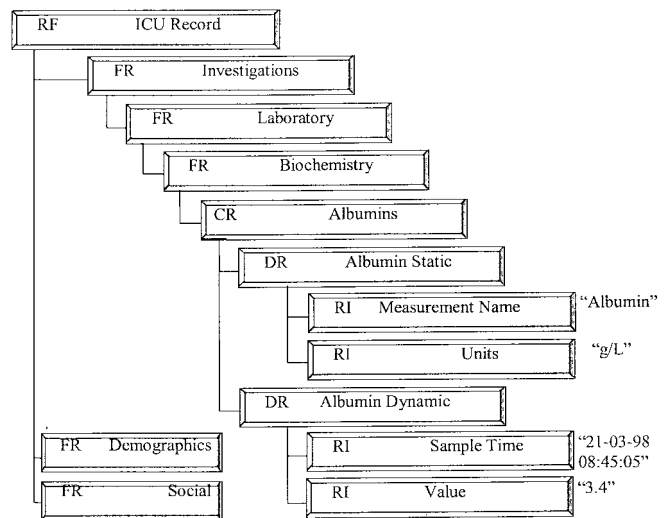 RF ICU Record
FR Investigations
FR Laboratory
FR Biochemistry
CR Albumins
DR Albumin Static
RI Measurement Name “Albumin”
RI Units “g/L”
DR Albumin Dynamic
FR Demographics RI Sample Time “21-03-98
08:45:05”
FR Social RI Value “3.4”